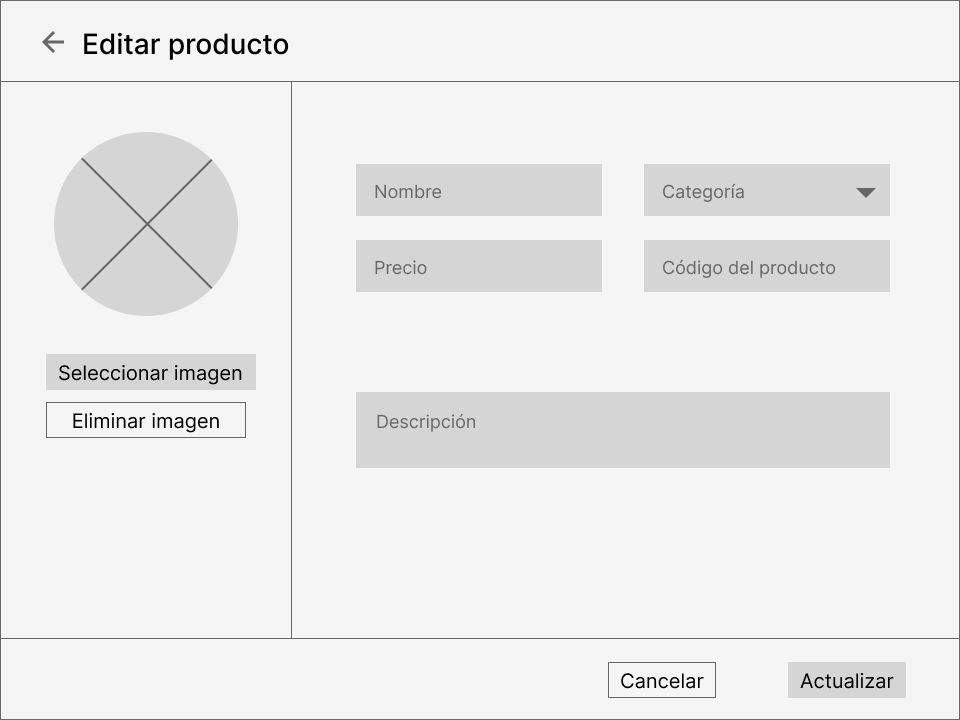 Editar producto
Seleccionar imagen
Eliminar imagen
Nombre
Categoría
Precio
Código del producto
Descripción
Cancelar
Actualizar